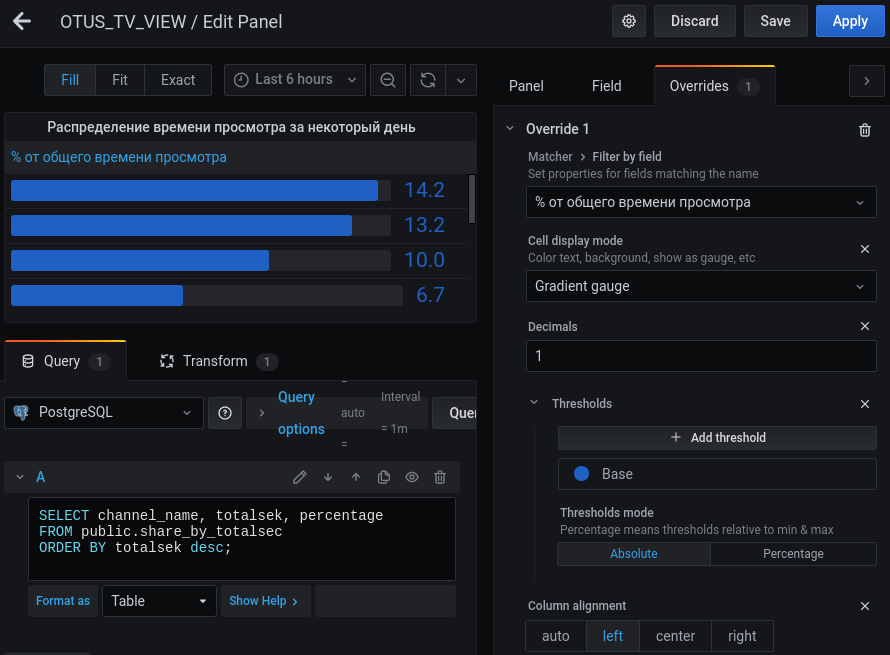 OTUS_TV_VIEW / Edit Panel
Discard
Save
Apply
Fill
Fit
Exact
Last 6 hours
Распределение времени просмотра за некоторый день
% от общего времени просмотра
14.2
13.2
10.0
6.7
Query 1
Transform 1
PostgreSQL
Query options
=
auto
=
Interval
= 1m
A
SELECT channel_name, totalsek, percentage
FROM public.share_by_totalsec
ORDER BY totalsek desc;
Format as
Table
Show Help >
Panel
Field
Overrides 1
Override 1
Matcher > Filter by field
Set properties for fields matching the name
% от общего времени просмотра
Cell display mode
Color text, background, show as gauge, etc
Gradient gauge
Decimals
1
Thresholds
+ Add threshold
Base
Thresholds mode
Percentage means thresholds relative to min & max
Absolute
Percentage
Column alignment
auto
left
center
right